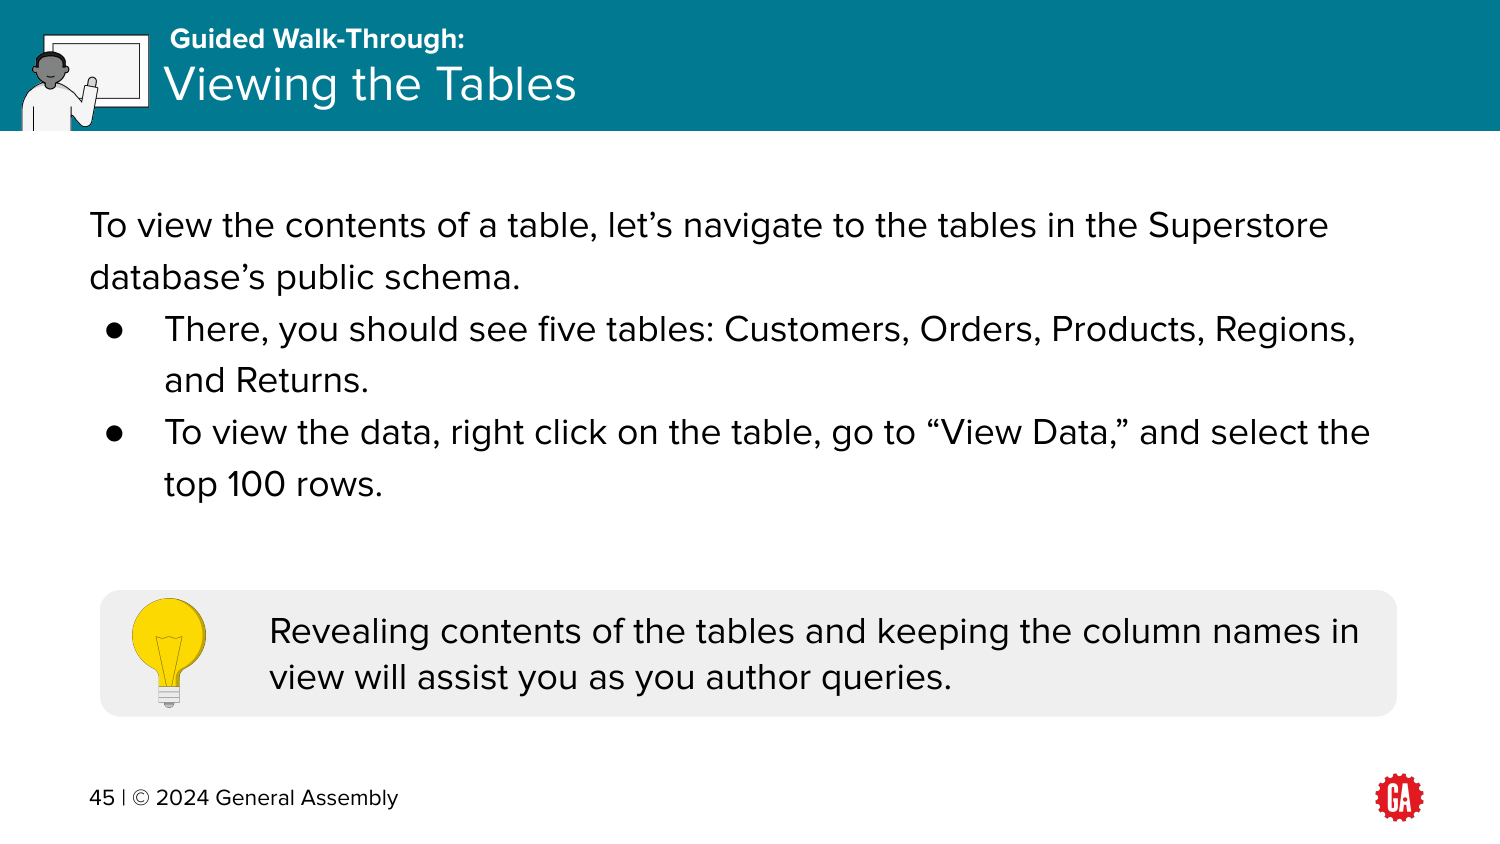 Guided Walk-Through:
Viewing the Tables
To view the contents of a table, let’s navigate to the tables in the Superstore
database’s public schema.
● There, you should see five tables: Customers, Orders, Products, Regions,
and Returns.
● To view the data, right click on the table, go to “View Data,” and select the
top 100 rows.
Revealing contents of the tables and keeping the column names in
view will assist you as you author queries.
45 | © 2024 General Assembly
GA